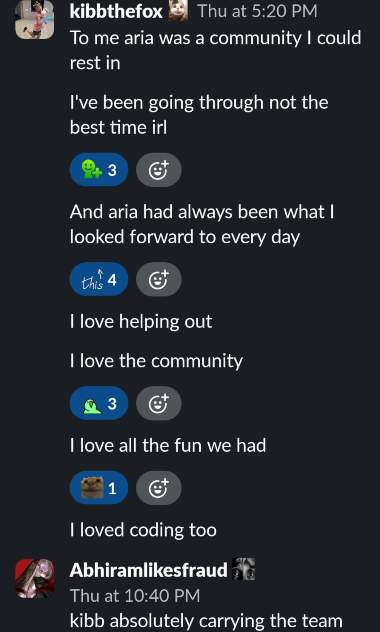 kibbthefox Thu at 5:20 PM
To me aria was a community I could
rest in
I've been going through not the
best time irl
3
And aria had always been what I
looked forward to every day
this 4
I love helping out
I love the community
3
I love all the fun we had
1
I loved coding too
Abhiramlikesfraud
Thu at 10:40 PM
kibb absolutely carrying the team